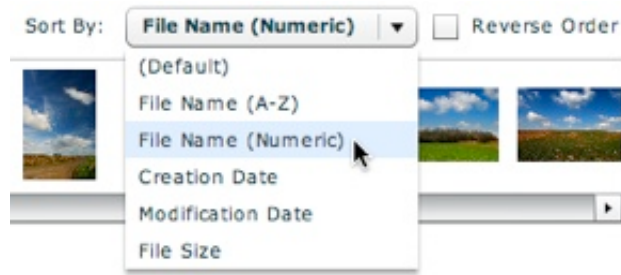 Sort By: File Name (Numeric) Reverse Order
(Default)
File Name (A-Z)
File Name (Numeric)
Creation Date
Modification Date
File Size